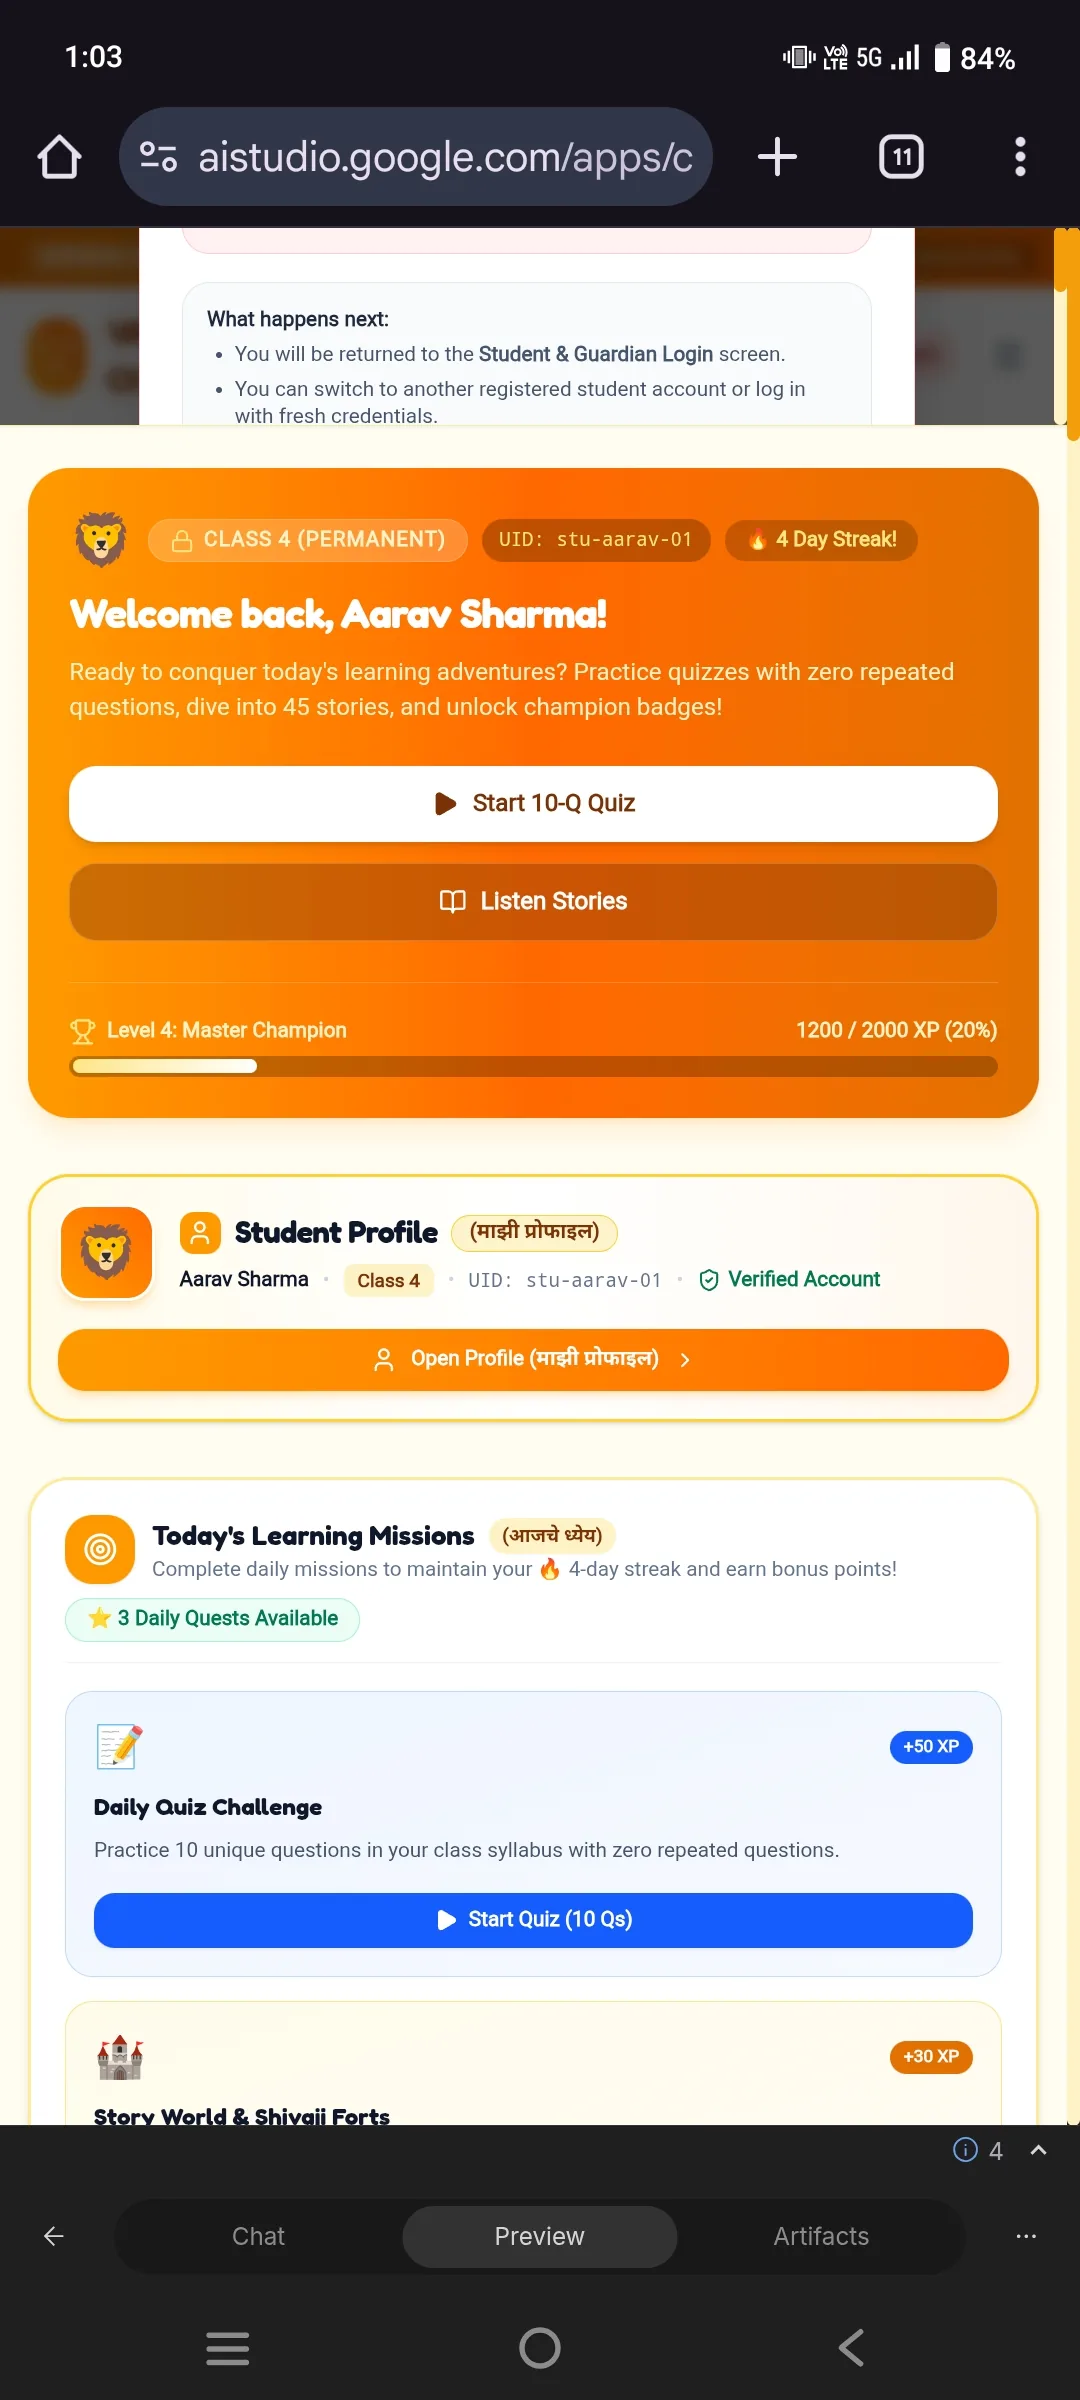 1:03
Vo)) LTE 5G 84%
aistudio.google.com/apps/c
11
What happens next:
• You will be returned to the Student & Guardian Login screen.
• You can switch to another registered student account or log in
with fresh credentials.
CLASS 4 (PERMANENT)
UID: stu-aarav-01
🔥 4 Day Streak!
Welcome back, Aarav Sharma!
Ready to conquer today's learning adventures? Practice quizzes with zero repeated
questions, dive into 45 stories, and unlock champion badges!
Start 10-Q Quiz
Listen Stories
Level 4: Master Champion
1200 / 2000 XP (20%)
Student Profile (माझी प्रोफाइल)
Aarav Sharma • Class 4 • UID: stu-aarav-01 • Verified Account
Open Profile (माझी प्रोफाइल)
Today's Learning Missions (आजचे ध्येय)
Complete daily missions to maintain your 🔥 4-day streak and earn bonus points!
⭐ 3 Daily Quests Available
+50 XP
Daily Quiz Challenge
Practice 10 unique questions in your class syllabus with zero repeated questions.
Start Quiz (10 Qs)
+30 XP
Story World & Shivaji Forts
4
Chat
Preview
Artifacts